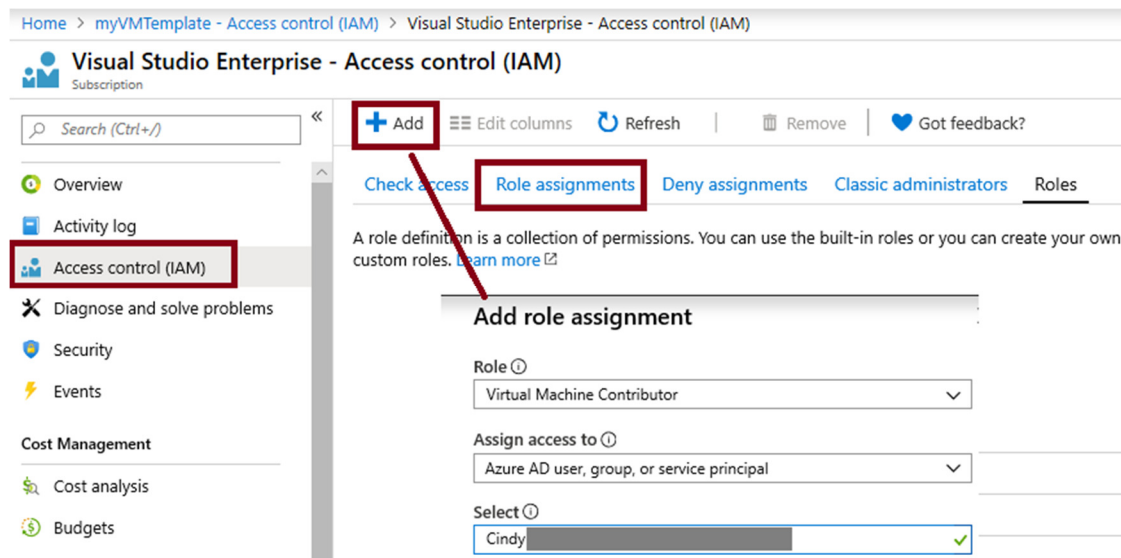 Home > myVMTemplate - Access control (IAM) > Visual Studio Enterprise - Access control (IAM)
Visual Studio Enterprise - Access control (IAM)
Subscription
Search (Ctrl+/)
«
Overview
Activity log
Access control (IAM)
Diagnose and solve problems
Security
Events
Cost Management
Cost analysis
Budgets
Add
Edit columns
Refresh
Remove
Got feedback?
Check access
Role assignments
Deny assignments
Classic administrators
Roles
A role definition is a collection of permissions. You can use the built-in roles or you can create your own
custom roles. Learn more
Add role assignment
Role
Virtual Machine Contributor
Assign access to
Azure AD user, group, or service principal
Select
Cindy